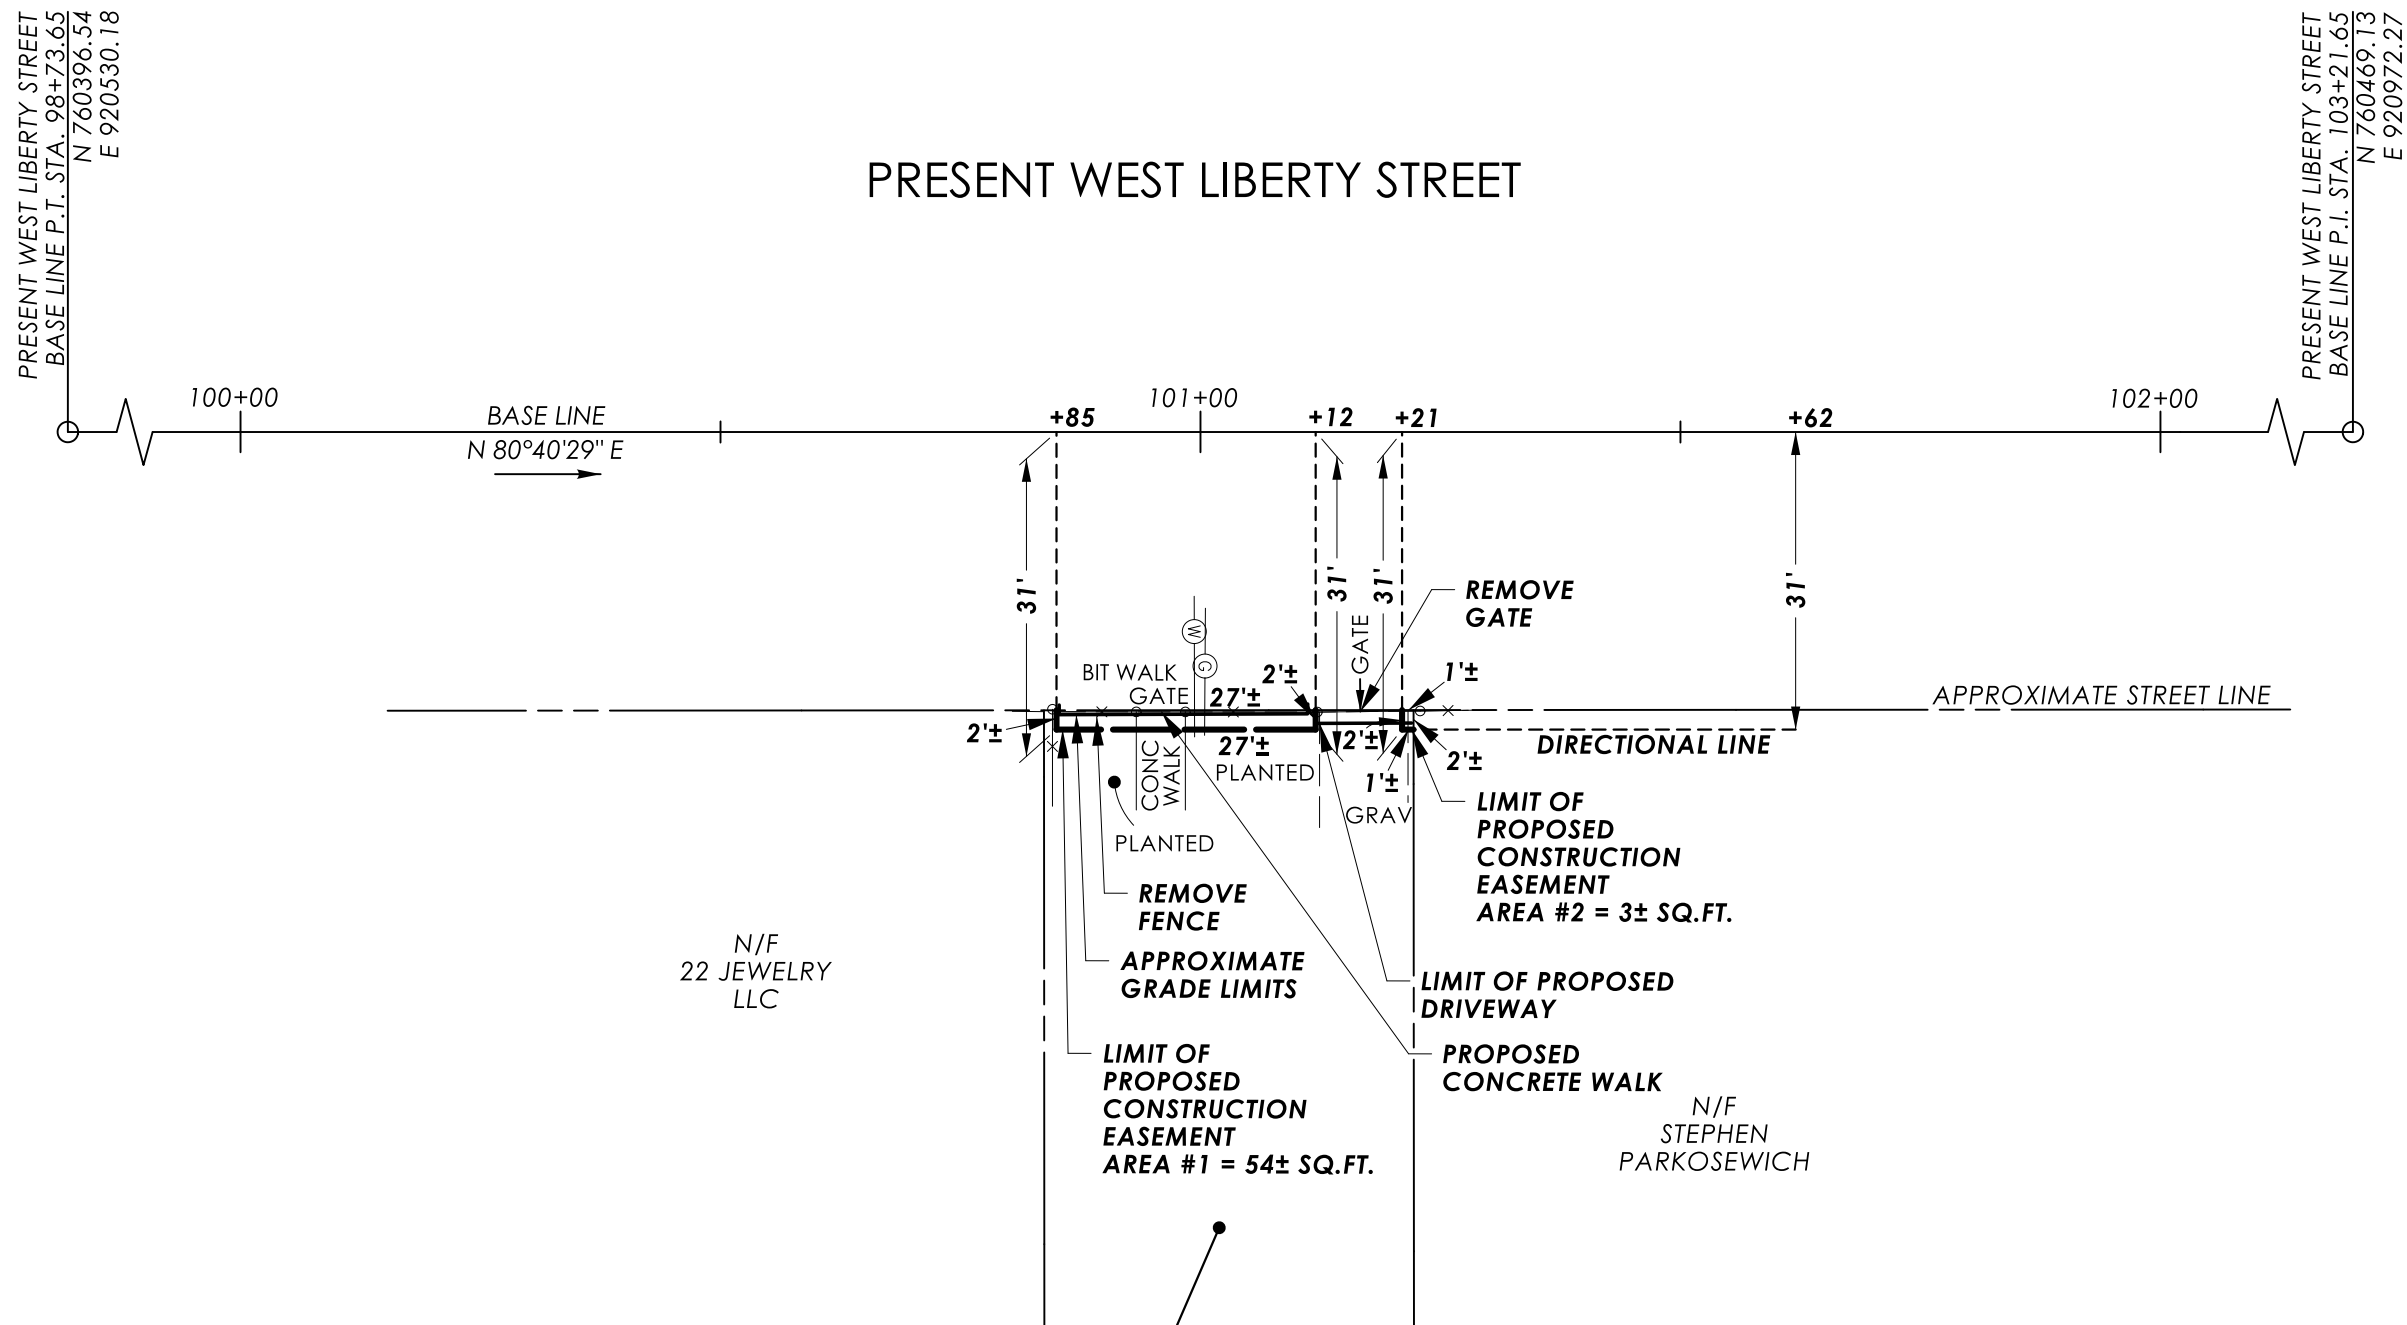 PRESENT WEST LIBERTY STREET
BASE LINE P.T. STA. 98+73.65
N 760396.54
E 920530.18
PRESENT WEST LIBERTY STREET
PRESENT WEST LIBERTY STREET
BASE LINE P.I. STA. 103+21.65
N 760469.13
E 920972.27
100+00
BASE LINE
N 80°40'29" E
+85
101+00
+12
+21
+62
102+00
31'
31'
31'
31'
REMOVE
GATE
GATE
W
G
BIT WALK
GATE
27'±
2'±
1'±
APPROXIMATE STREET LINE
2'±
27'±
2'±
2'±
DIRECTIONAL LINE
CONC
WALK
PLANTED
1'±
GRAV
PLANTED
LIMIT OF
PROPOSED
CONSTRUCTION
EASEMENT
AREA #2 = 3± SQ.FT.
REMOVE
FENCE
N/F
22 JEWELRY
LLC
APPROXIMATE
GRADE LIMITS
LIMIT OF PROPOSED
DRIVEWAY
LIMIT OF
PROPOSED
CONSTRUCTION
EASEMENT
AREA #1 = 54± SQ.FT.
PROPOSED
CONCRETE WALK
N/F
STEPHEN
PARKOSEWICH